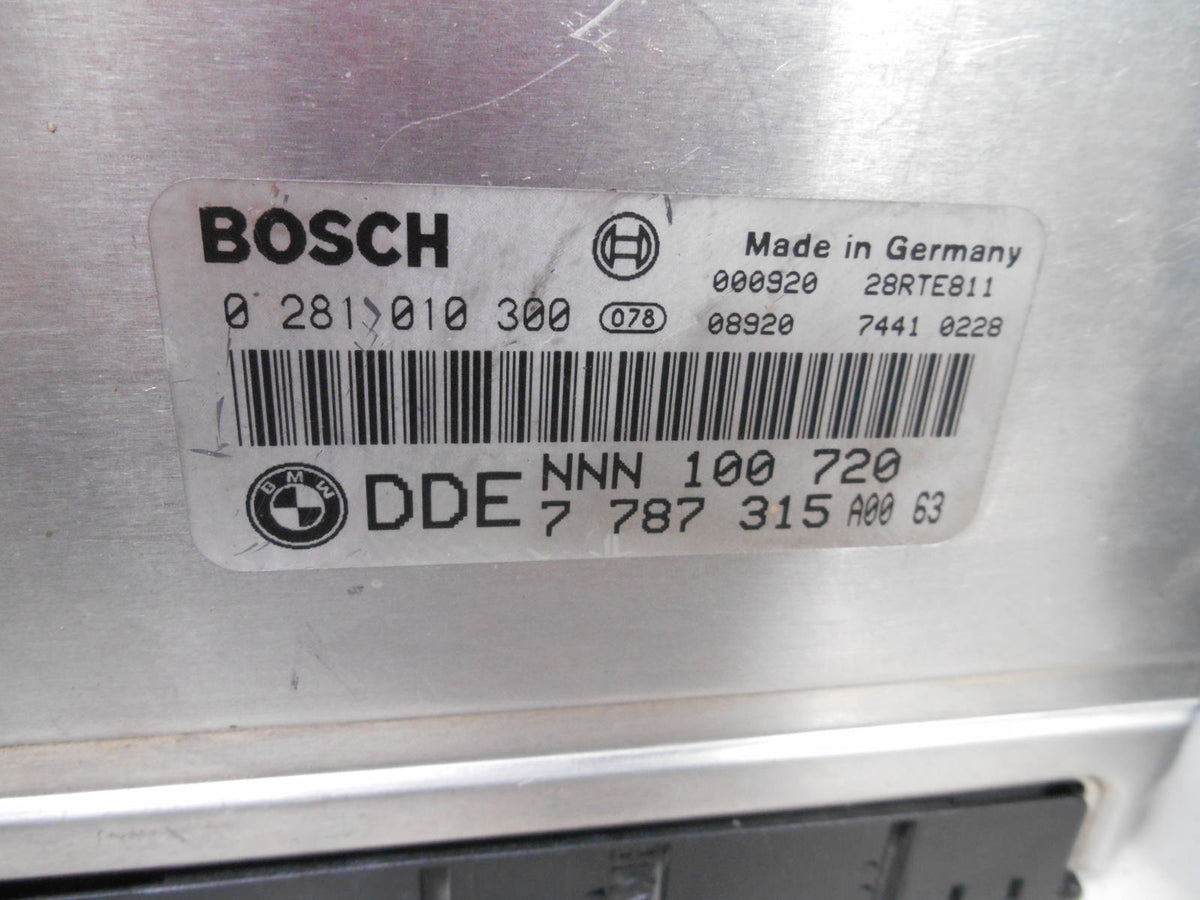 BOSCH
Made in Germany
000920 28RTE811
0 281 010 300 078 08920 7441 0228
BMW DDE NNN 100 720
7 787 315 A00 63